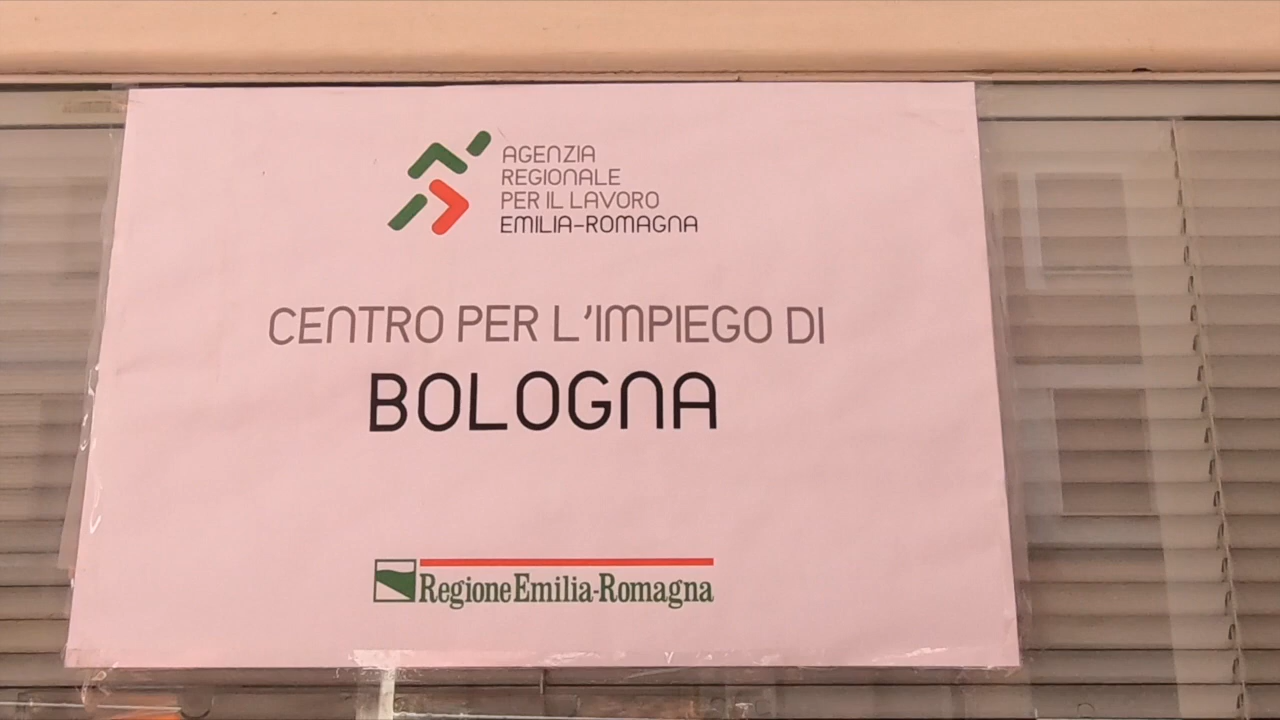 AGENZIA
REGIONALE
PER IL LAVORO
EMILIA-ROMAGNA
CENTRO PER L'IMPIEGO DI
BOLOGNA
RegioneEmilia-Romagna